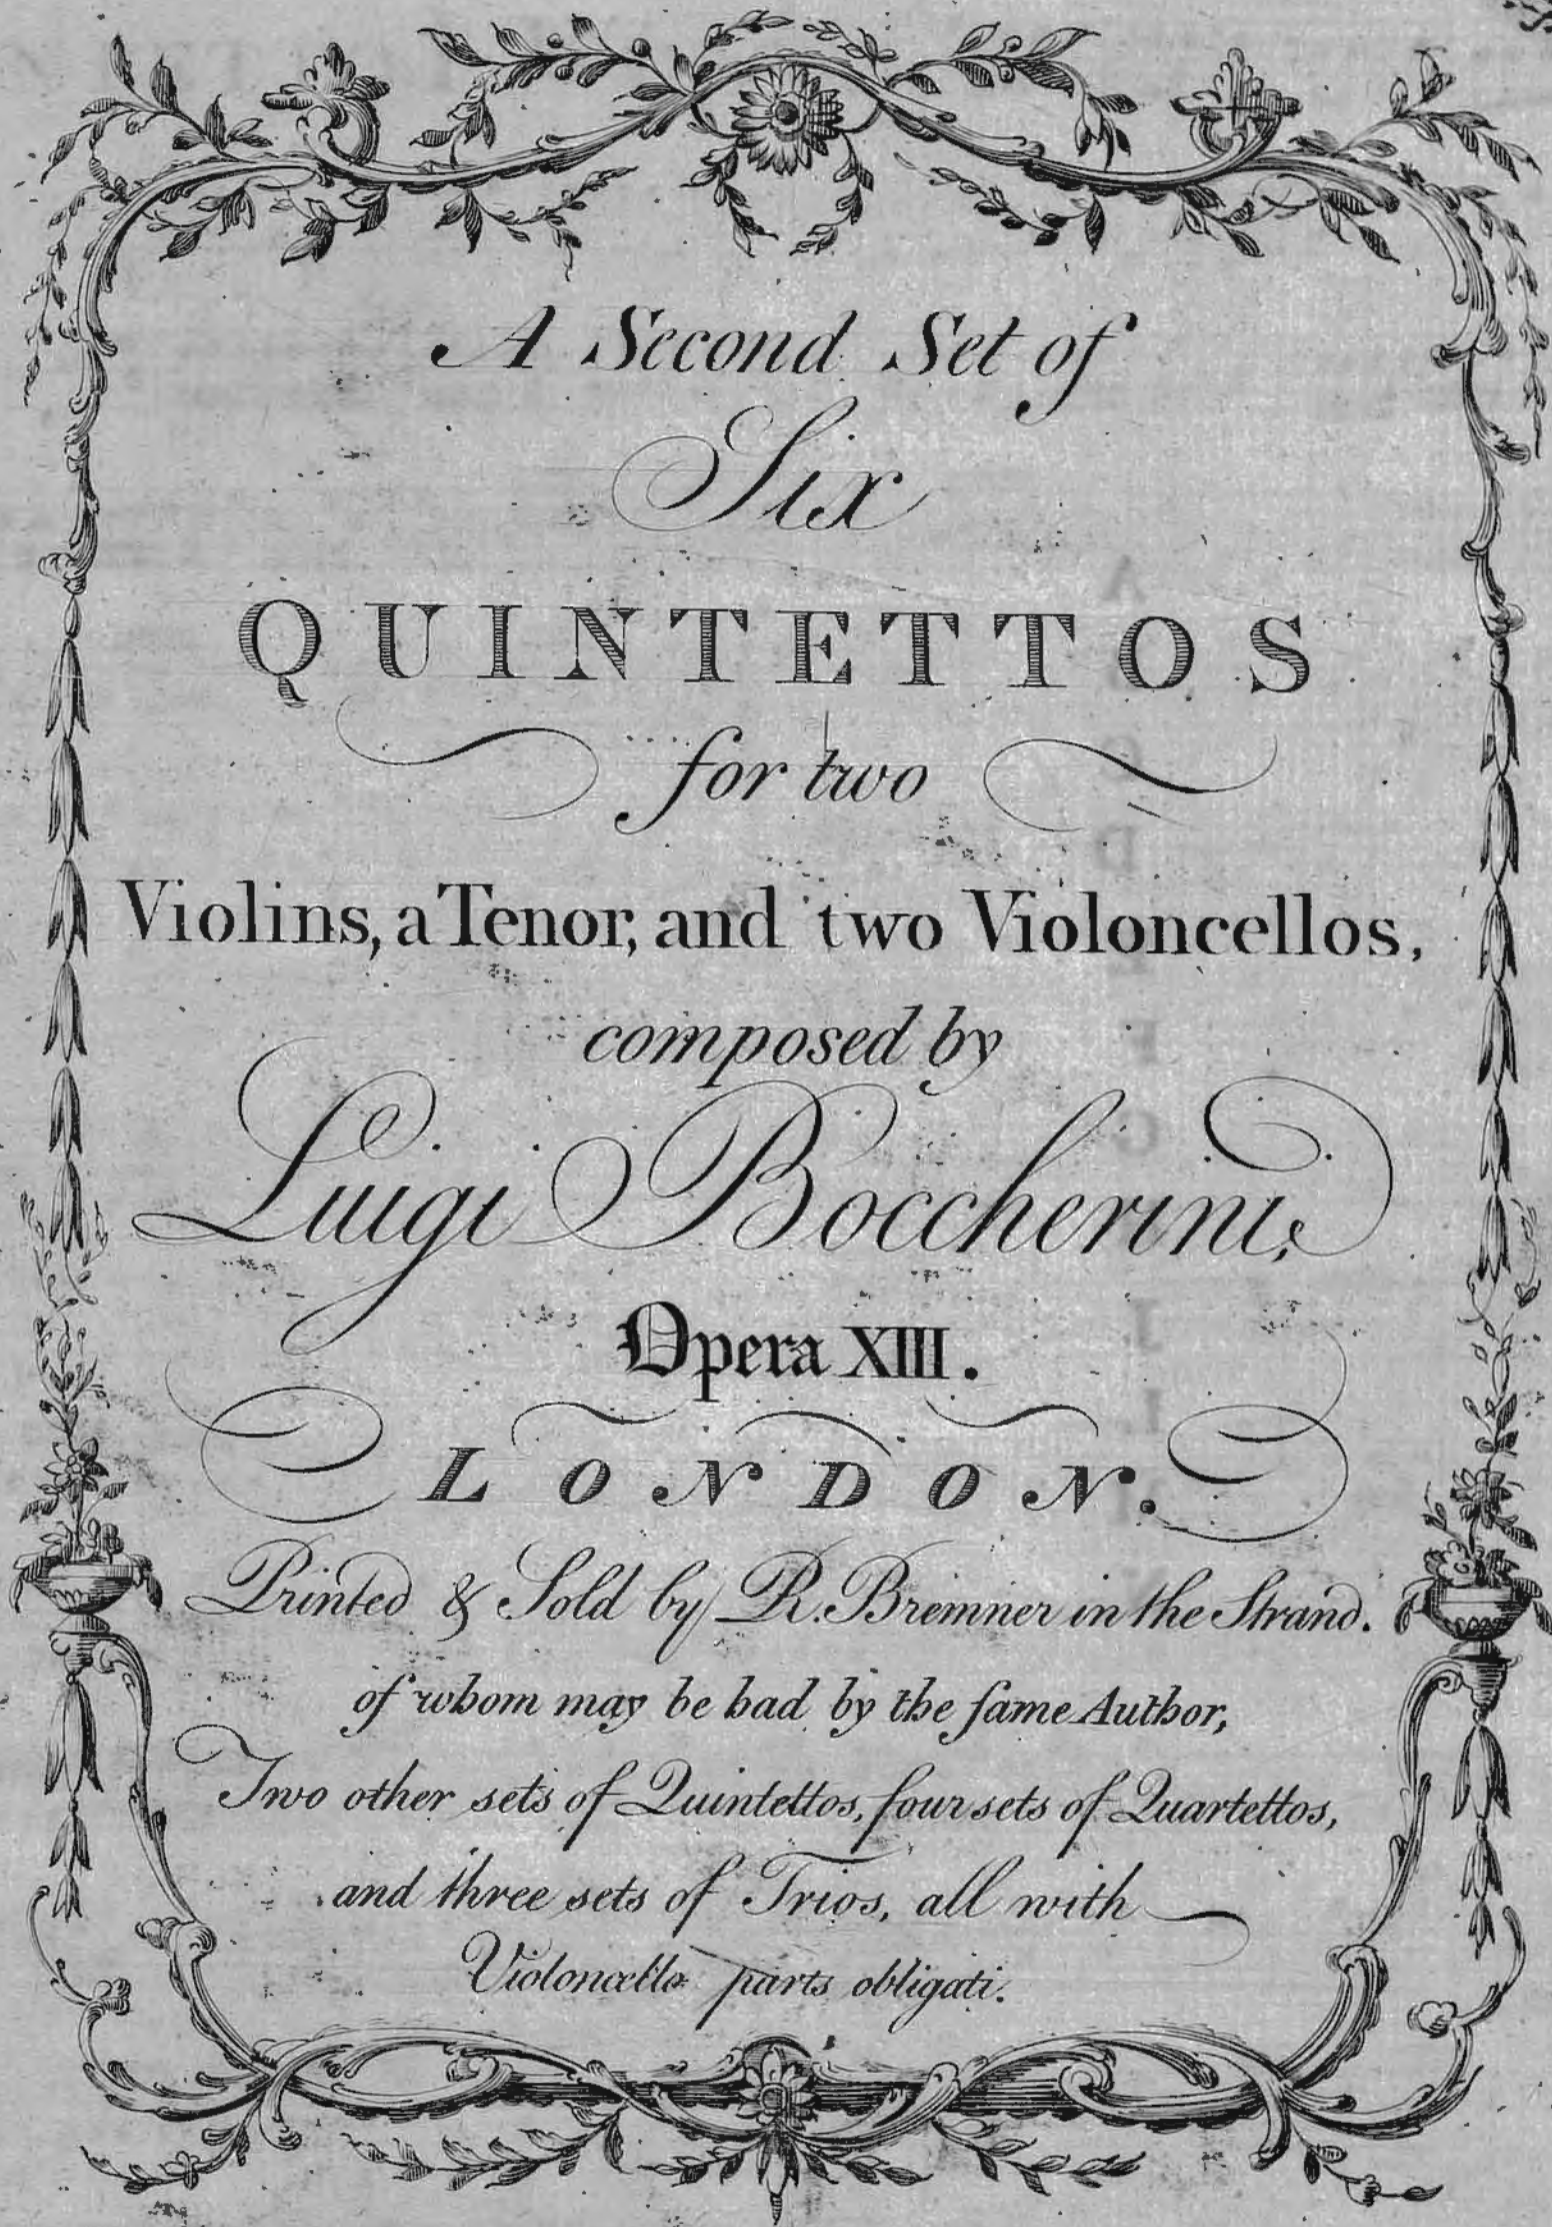 A Second Set of
Six
QUINTETTOS
for two
Violins, a Tenor, and two Violoncellos,
composed by
Luigi Boccherini,
Opera XIII.
LONDON.
Printed & Sold by R. Bremner in the Strand.
of whom may be had by the ſame Author,
Two other sets of Quintettos, four sets of Quartettos,
and three sets of Trios, all with
Violoncello parts obligati.